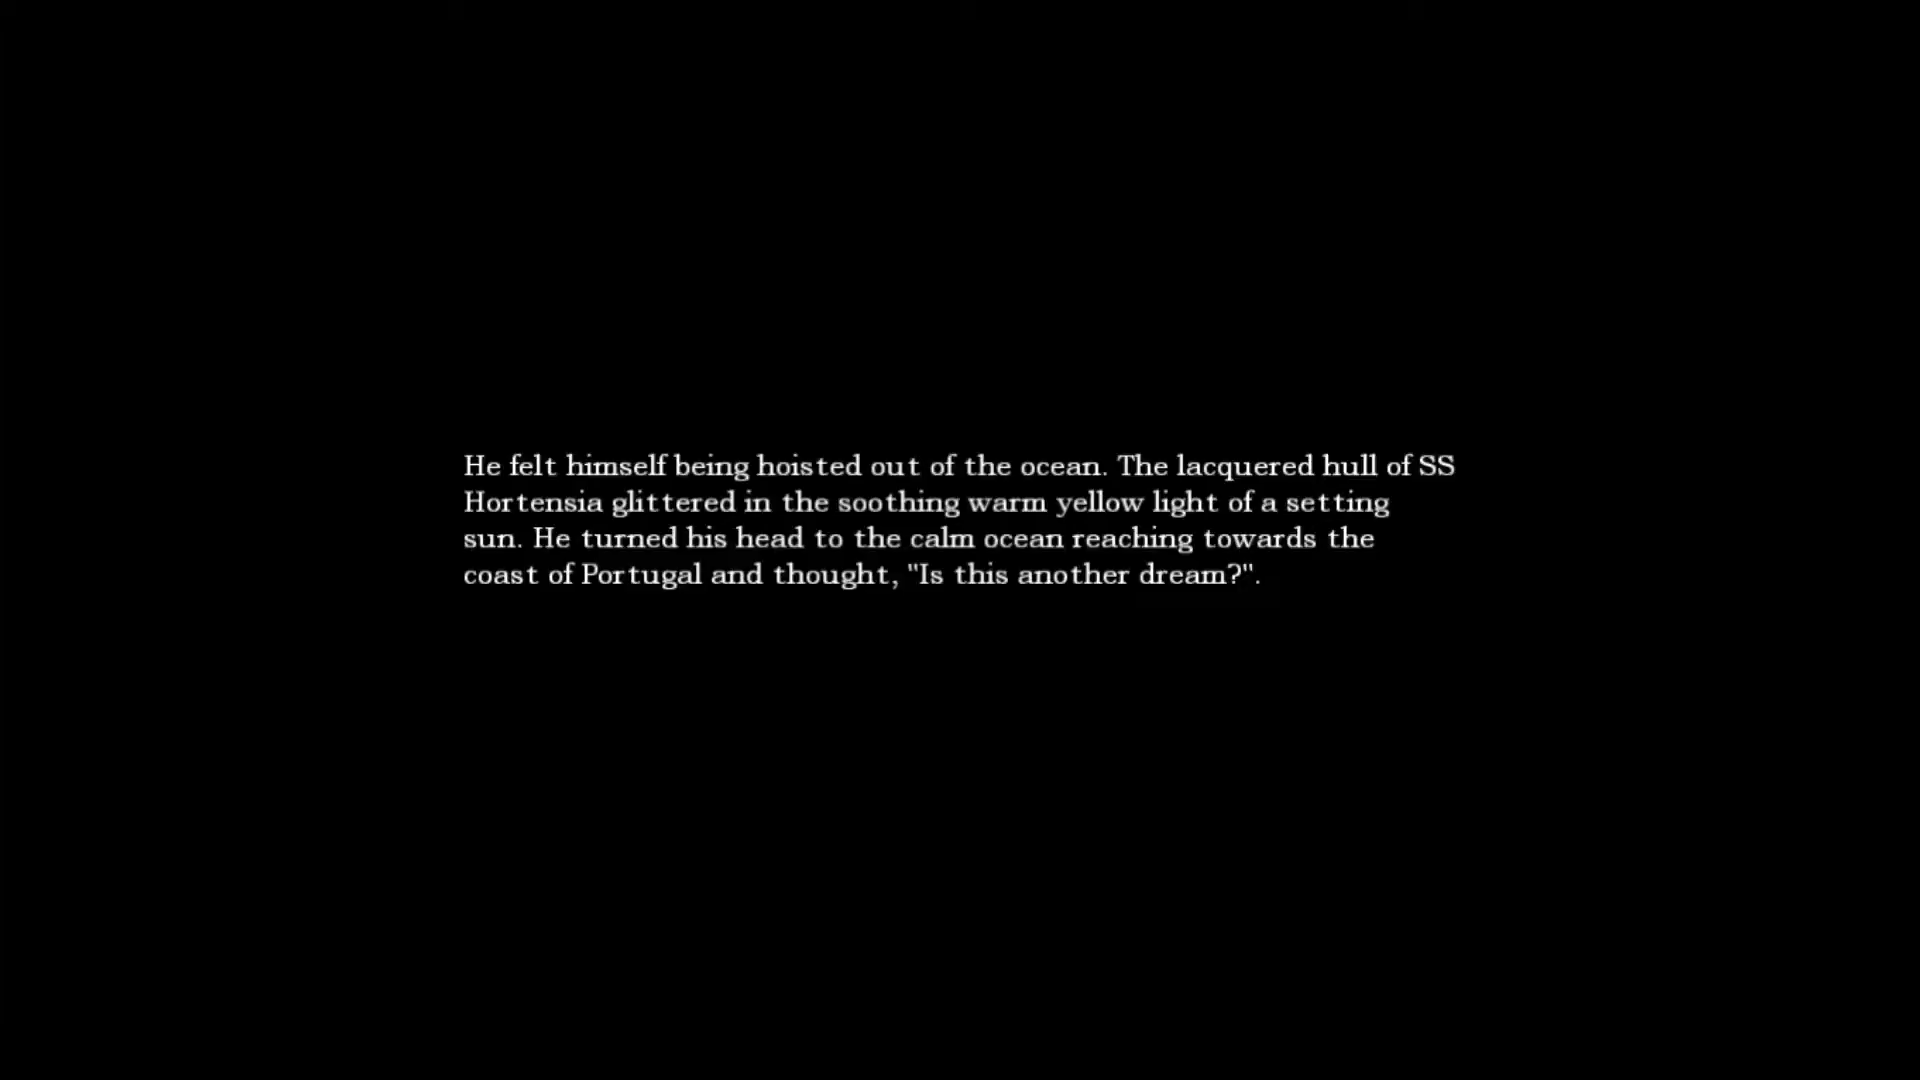 He felt himself being hoisted out of the ocean. The lacquered hull of SS
Hortensia glittered in the soothing warm yellow light of a setting
sun. He turned his head to the calm ocean reaching towards the
coast of Portugal and thought, "Is this another dream?".